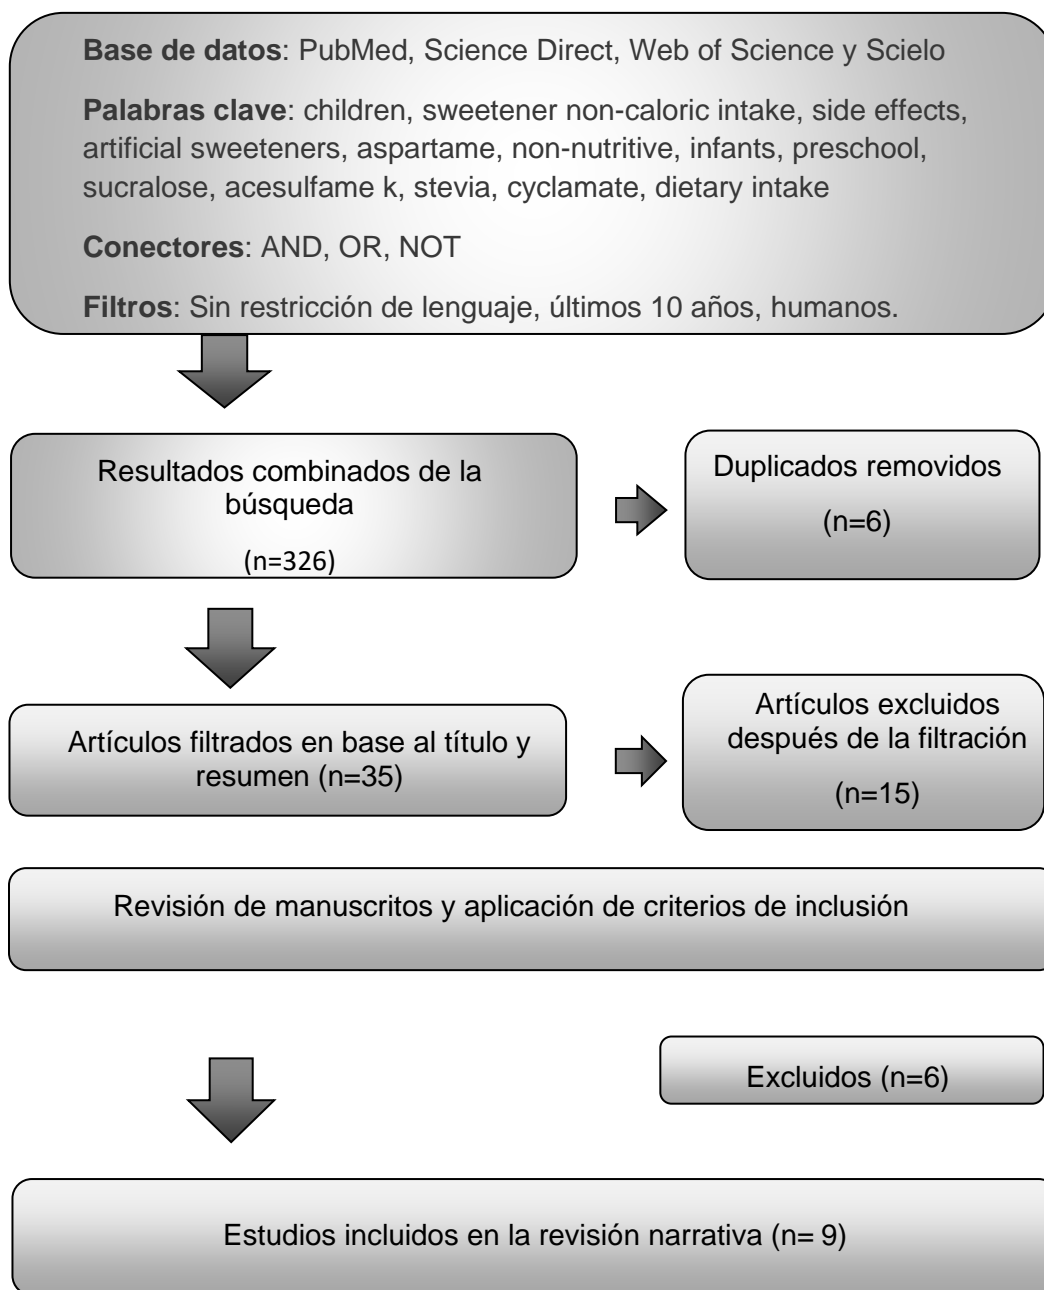 Base de datos: PubMed, Science Direct, Web of Science y Scielo
Palabras clave: children, sweetener non-caloric intake, side effects,
artificial sweeteners, aspartame, non-nutritive, infants, preschool,
sucralose, acesulfame k, stevia, cyclamate, dietary intake
Conectores: AND, OR, NOT
Filtros: Sin restricción de lenguaje, últimos 10 años, humanos.
Resultados combinados de la
búsqueda
(n=326)
Duplicados removidos
(n=6)
Artículos filtrados en base al título y
resumen (n=35)
Artículos excluidos
después de la filtración
(n=15)
Revisión de manuscritos y aplicación de criterios de inclusión
Excluidos (n=6)
Estudios incluidos en la revisión narrativa (n= 9)